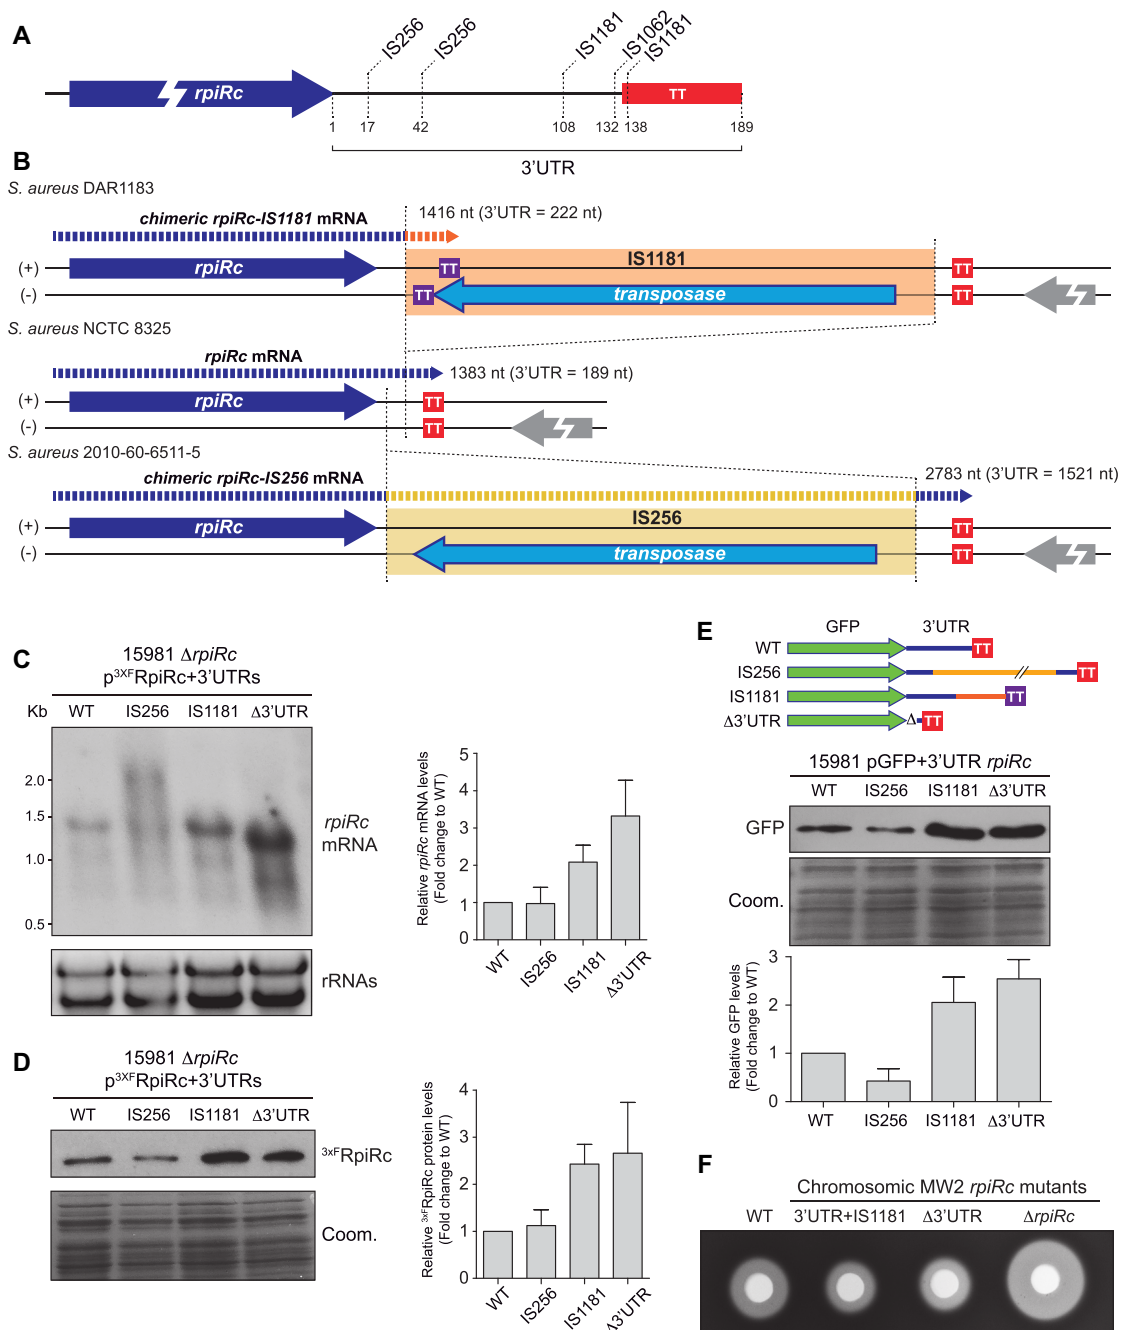 A
IS256
IS256
IS1181
IS1062
IS1181
rpiRc
TT
1
17
42
108
132
138
189
3'UTR
B
S. aureus DAR1183
chimeric rpiRc-IS1181 mRNA
1416 nt (3'UTR = 222 nt)
(+)
rpiRc
TT
IS1181
TT
(-)
TT
transposase
TT
S. aureus NCTC 8325
rpiRc mRNA
1383 nt (3'UTR = 189 nt)
(+)
rpiRc
TT
(-)
TT
S. aureus 2010-60-6511-5
chimeric rpiRc-IS256 mRNA
2783 nt (3'UTR = 1521 nt)
(+)
rpiRc
IS256
TT
(-)
transposase
TT
C
15981 ΔrpiRc
p3XFRpiRc+3'UTRs
Kb
WT
IS256
IS1181
Δ3'UTR
2.0
1.5
1.0
0.5
rpiRc
mRNA
rRNAs
Relative rpiRc mRNA levels
(Fold change to WT)
5
4
3
2
1
0
WT
IS256
IS1181
Δ3'UTR
D
15981 ΔrpiRc
p3XFRpiRc+3'UTRs
WT
IS256
IS1181
Δ3'UTR
3xFRpiRc
Coom.
Relative 3xFRpiRc protein levels
(Fold change to WT)
4
3
2
1
0
WT
IS256
IS1181
Δ3'UTR
E
GFP
3'UTR
WT
TT
IS256
TT
IS1181
TT
Δ3'UTR
Δ
TT
15981 pGFP+3'UTR rpiRc
WT
IS256
IS1181
Δ3'UTR
GFP
Coom.
Relative GFP levels
(Fold change to WT)
3
2
1
0
WT
IS256
IS1181
Δ3'UTR
F
Chromosomic MW2 rpiRc mutants
WT
3'UTR+IS1181
Δ3'UTR
ΔrpiRc